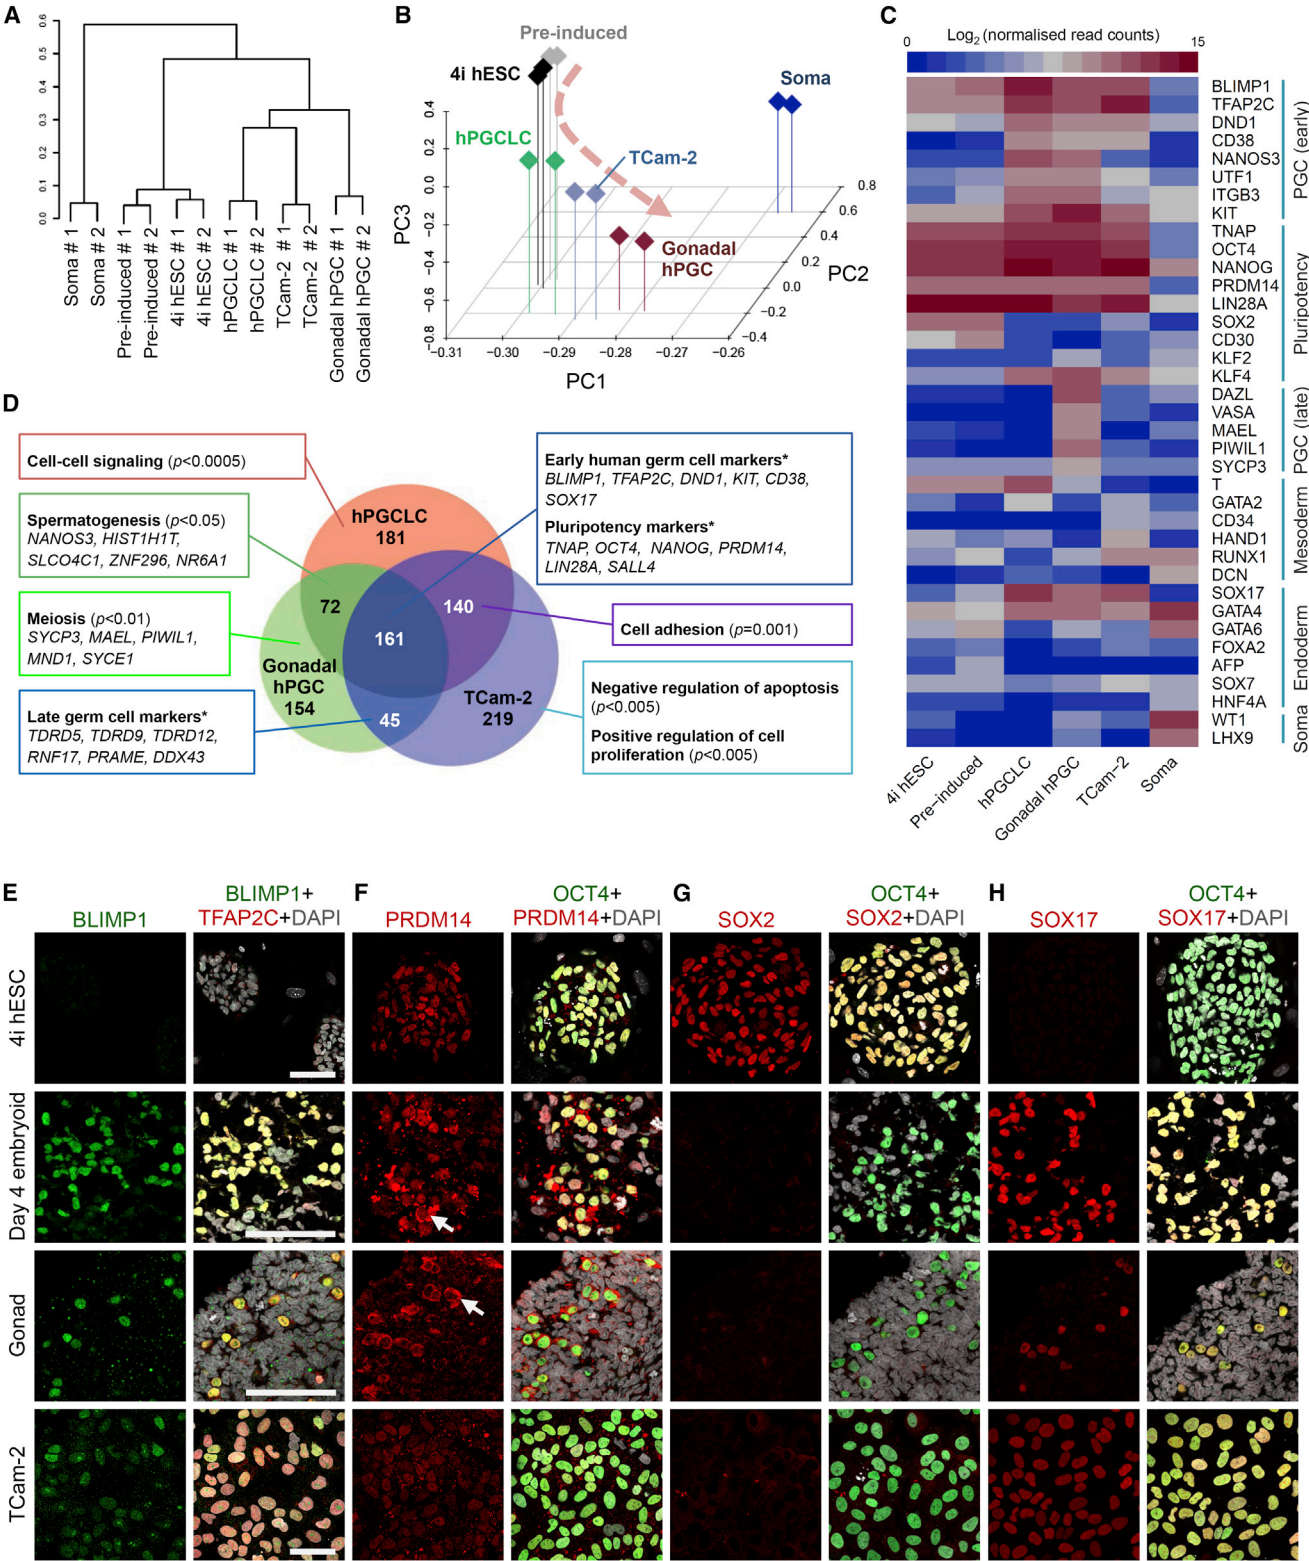 A
0.6
0.5
0.4
0.3
0.2
0.1
0.0
Soma # 1
Soma # 2
Pre-induced # 1
Pre-induced # 2
4i hESC # 1
4i hESC # 2
hPGCLC # 1
hPGCLC # 2
TCam-2 # 1
TCam-2 # 2
Gonadal hPGC # 1
Gonadal hPGC # 2
B
Pre-induced
4i hESC
Soma
hPGCLC
TCam-2
Gonadal
hPGC
PC3
0.4
0.2
0.0
−0.2
−0.4
−0.6
−0.8
−0.31
−0.30
−0.29
−0.28
−0.27
−0.26
PC1
0.8
0.6
0.4
0.2
0.0
−0.2
−0.4
PC2
C
Log2 (normalised read counts)
0
15
BLIMP1
TFAP2C
DND1
CD38
NANOS3
UTF1
ITGB3
KIT
TNAP
OCT4
NANOG
PRDM14
LIN28A
SOX2
CD30
KLF2
KLF4
DAZL
VASA
MAEL
PIWIL1
SYCP3
T
GATA2
CD34
HAND1
RUNX1
DCN
SOX17
GATA4
GATA6
FOXA2
AFP
SOX7
HNF4A
WT1
LHX9
PGC (early)
Pluripotency
PGC (late)
Mesoderm
Endoderm
Soma
4i hESC
Pre−induced
hPGCLC
Gonadal hPGC
TCam−2
Soma
D
Cell-cell signaling (p<0.0005)
Spermatogenesis (p<0.05)
NANOS3, HIST1H1T,
SLCO4C1, ZNF296, NR6A1
Meiosis (p<0.01)
SYCP3, MAEL, PIWIL1,
MND1, SYCE1
Late germ cell markers*
TDRD5, TDRD9, TDRD12,
RNF17, PRAME, DDX43
hPGCLC
181
72
140
161
Gonadal
hPGC
154
45
TCam-2
219
Early human germ cell markers*
BLIMP1, TFAP2C, DND1, KIT, CD38,
SOX17
Pluripotency markers*
TNAP, OCT4, NANOG, PRDM14,
LIN28A, SALL4
Cell adhesion (p=0.001)
Negative regulation of apoptosis
(p<0.005)
Positive regulation of cell
proliferation (p<0.005)
E
BLIMP1
BLIMP1+
TFAP2C+DAPI
F
PRDM14
OCT4+
PRDM14+DAPI
G
SOX2
OCT4+
SOX2+DAPI
H
SOX17
OCT4+
SOX17+DAPI
4i hESC
Day 4 embryoid
Gonad
TCam-2